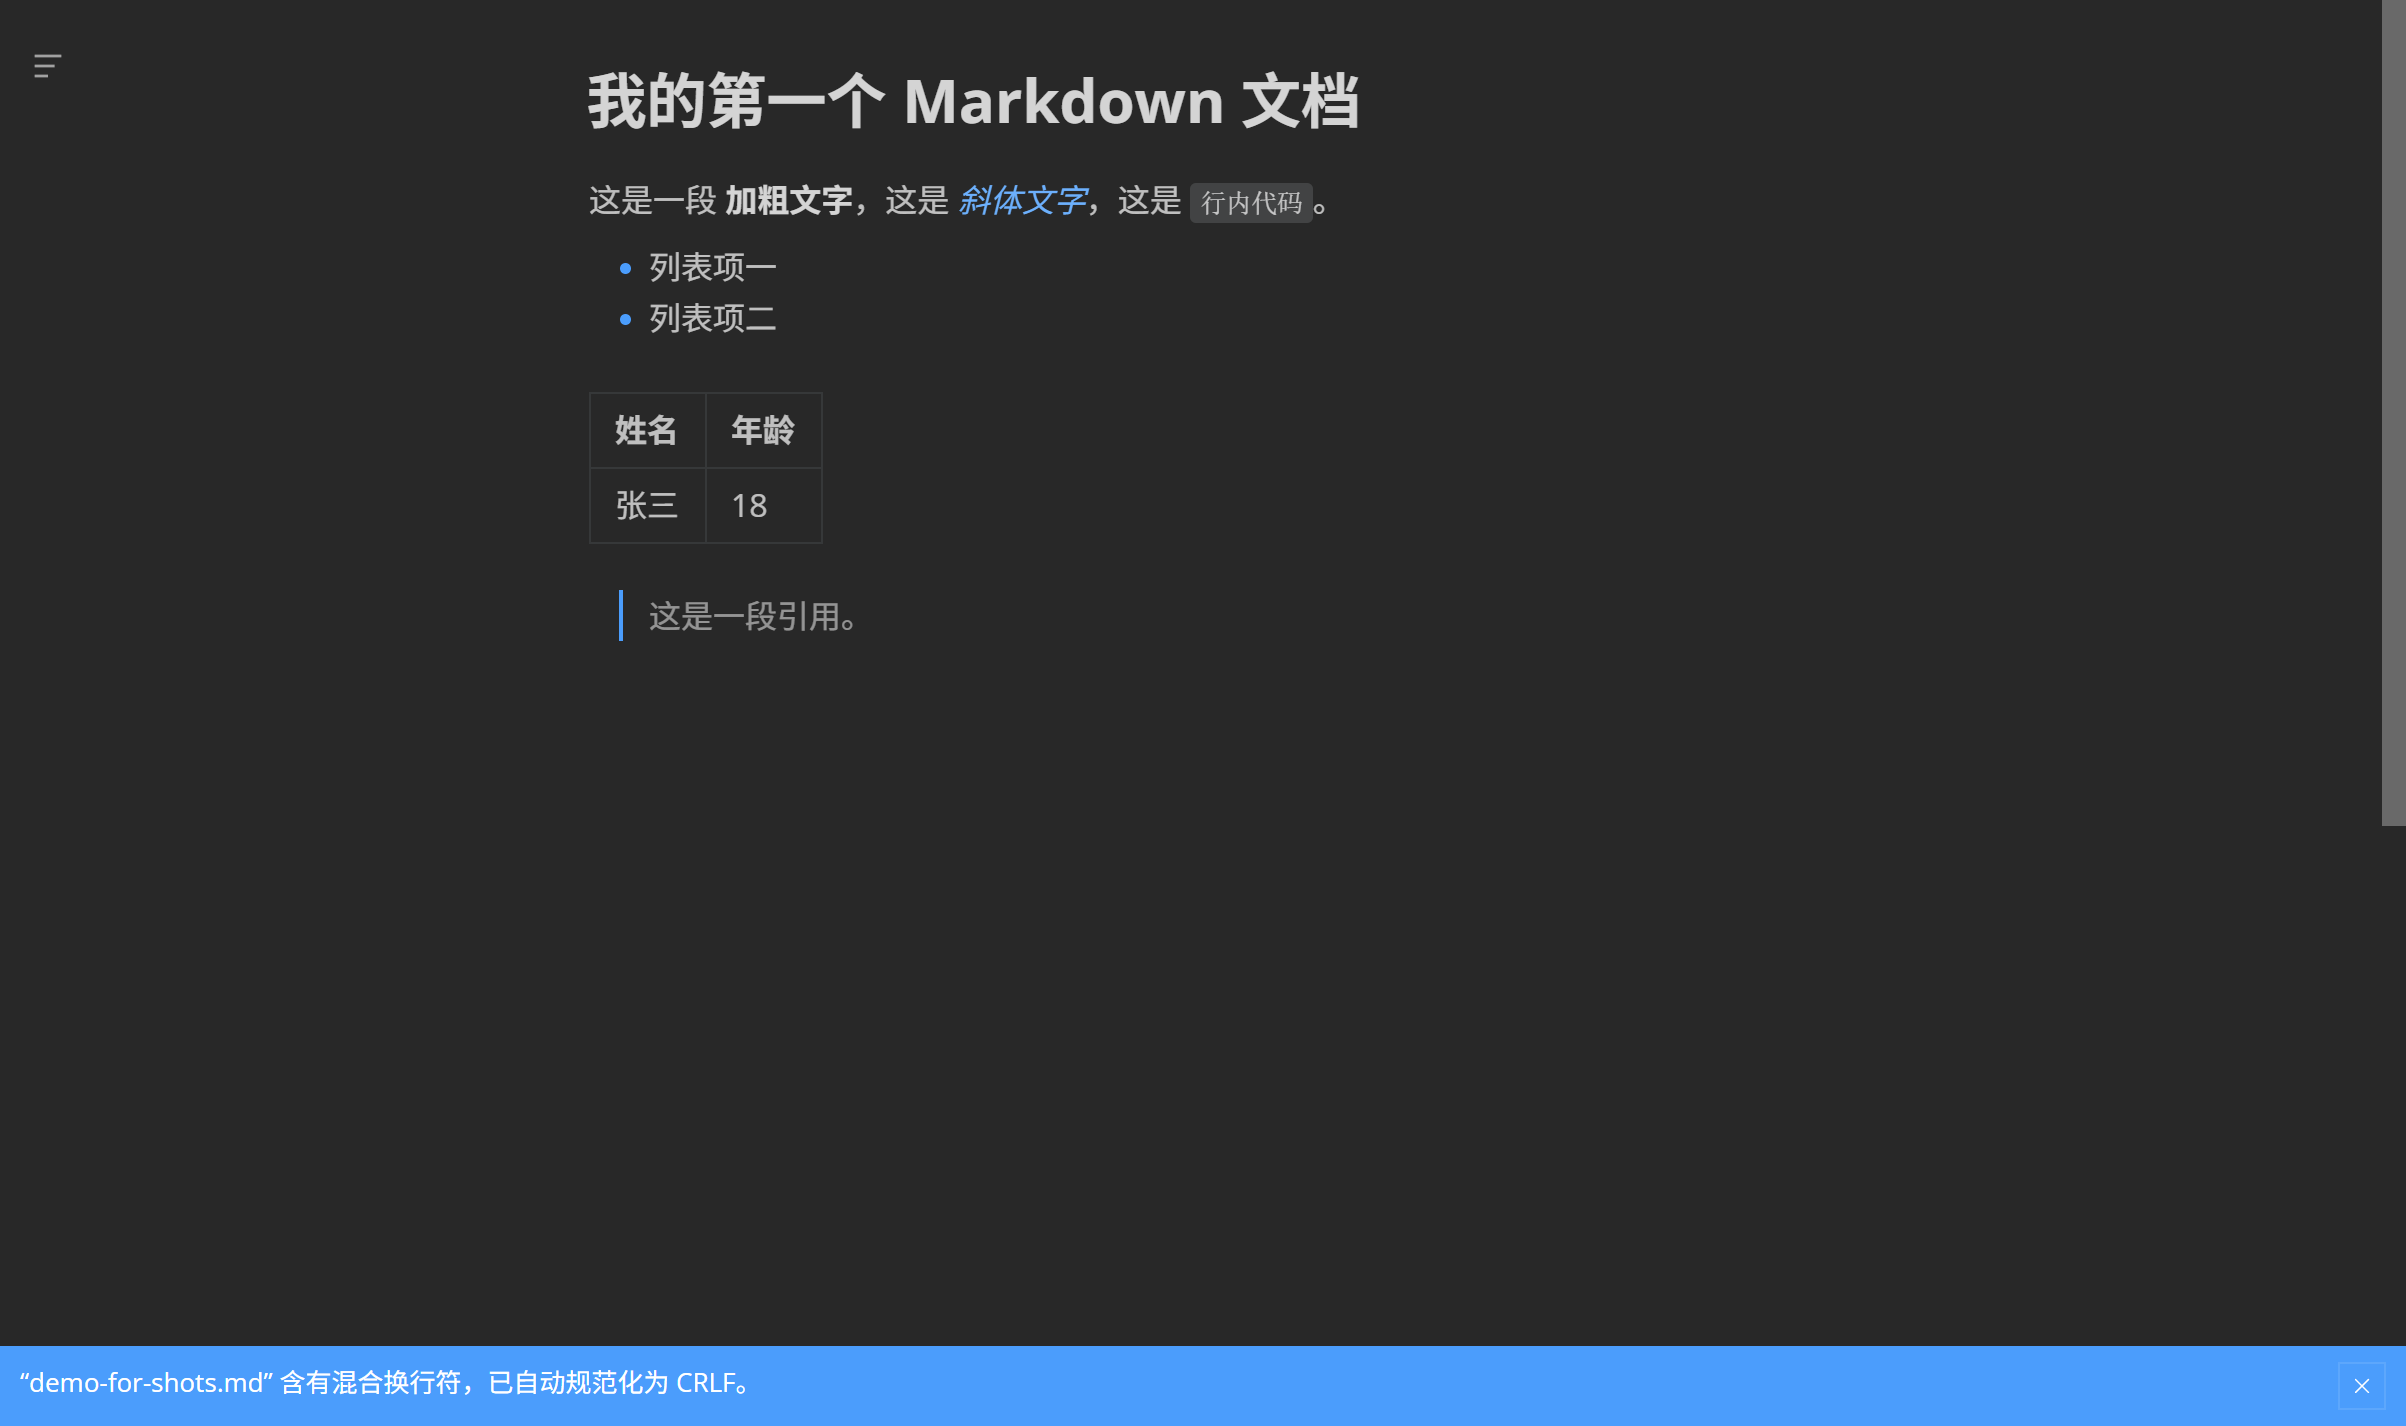 我的第一个 Markdown 文档
这是一段 加粗文字，这是 斜体文字，这是 行内代码。
列表项一
列表项二
姓名 年龄
张三 18
这是一段引用。
“demo-for-shots.md” 含有混合换行符，已自动规范化为 CRLF。